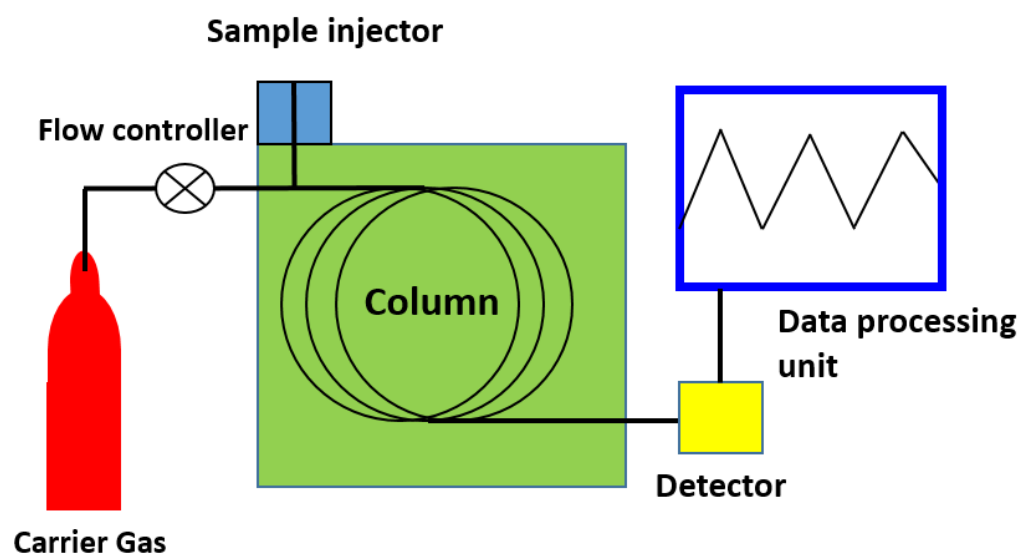 Sample injector
Flow controller
Column
Data processing
unit
Detector
Carrier Gas